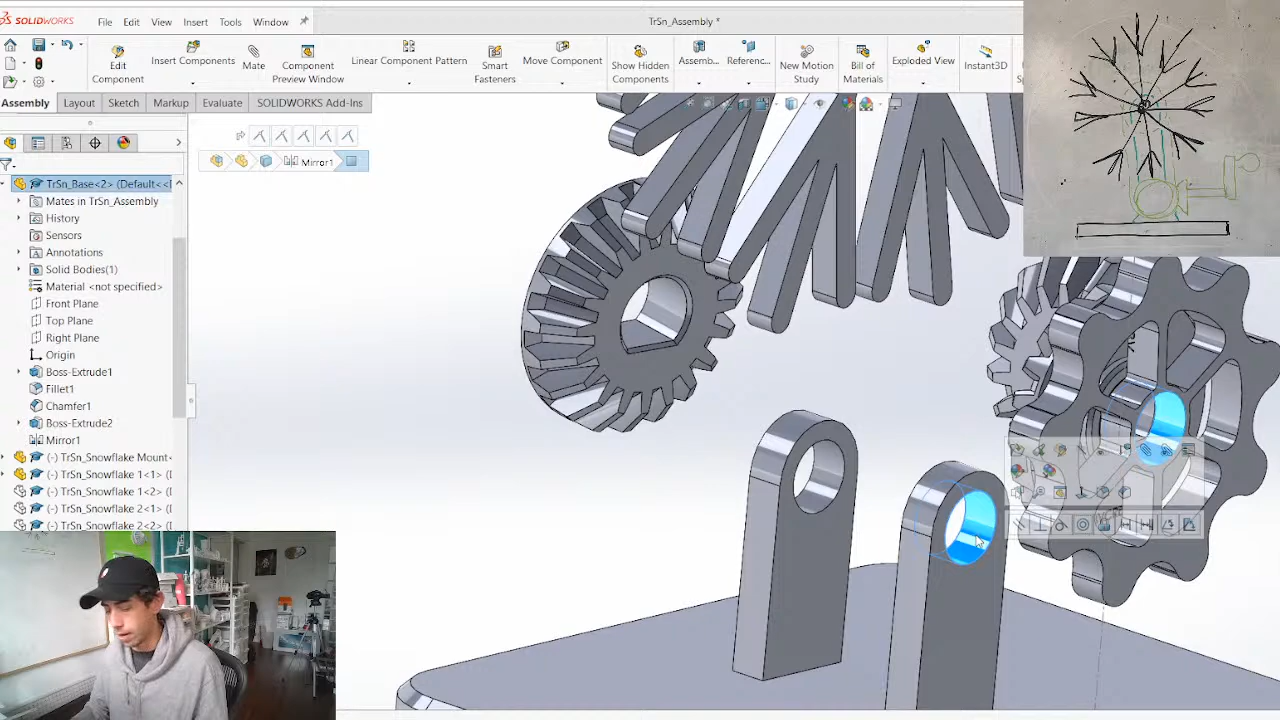 SOLIDWORKS
File Edit View Insert Tools Window
TrSn_Assembly *
Edit Component
Insert Components
Mate
Component Preview Window
Linear Component Pattern
Smart Fasteners
Move Component
Show Hidden Components
Assemb...
Referenc...
New Motion Study
Bill of Materials
Exploded View
Instant3D
Assembly Layout Sketch Markup Evaluate SOLIDWORKS Add-Ins
Mirror1
TrSn_Base<2> (Default<<
Mates in TrSn_Assembly
History
Sensors
Annotations
Solid Bodies(1)
Material <not specified>
Front Plane
Top Plane
Right Plane
Origin
Boss-Extrude1
Fillet1
Chamfer1
Boss-Extrude2
Mirror1
(-) TrSn_Snowflake Mount
(-) TrSn_Snowflake 1<1> (
(-) TrSn_Snowflake 1<2> (
(-) TrSn_Snowflake 2<1> (
(-) TrSn_Snowflake 2<2> (